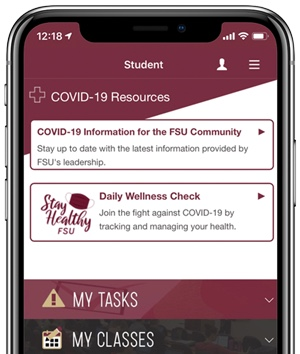 12:18
Student
COVID-19 Resources
COVID-19 Information for the FSU Community
Stay up to date with the latest information provided by
FSU's leadership.
Stay
Healthy
FSU
Daily Wellness Check
Join the fight against COVID-19 by
tracking and managing your health.
MY TASKS
MY CLASSES